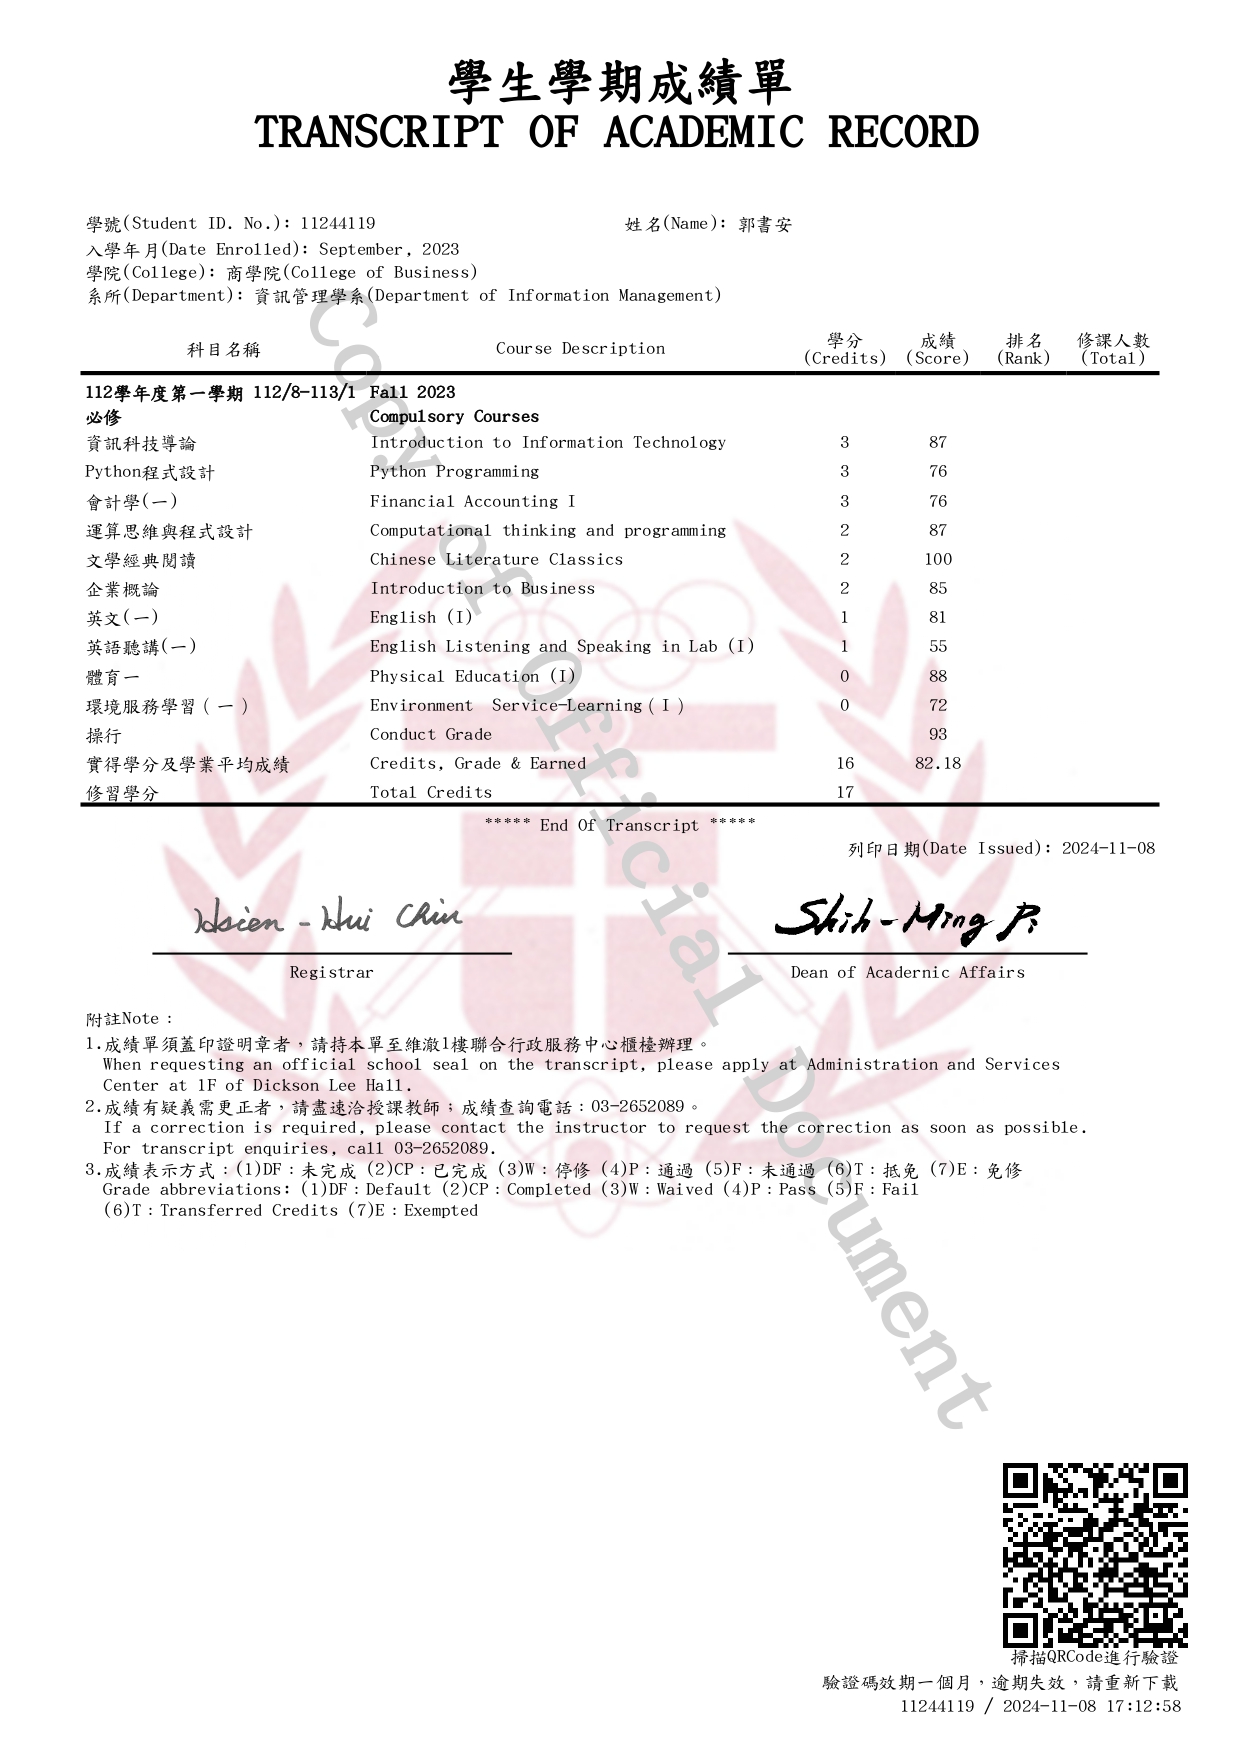 學生學期成績單
TRANSCRIPT OF ACADEMIC RECORD
學號(Student ID. No.): 11244119 姓名(Name): 郭書安
入學年月(Date Enrolled): September, 2023
學院(College): 商學院(College of Business)
系所(Department): 資訊管理學系(Department of Information Management)
科目名稱 Course Description 學分 (Credits) 成績 (Score) 排名 (Rank) 修課人數 (Total)
112學年度第一學期 112/8-113/1 Fall 2023
必修 Compulsory Courses
資訊科技導論 Introduction to Information Technology 3 87
Python程式設計 Python Programming 3 76
會計學(一) Financial Accounting I 3 76
運算思維與程式設計 Computational thinking and programming 2 87
文學經典閱讀 Chinese Literature Classics 2 100
企業概論 Introduction to Business 2 85
英文(一) English (I) 1 81
英語聽講(一) English Listening and Speaking in Lab (I) 1 55
體育一 Physical Education (I) 0 88
環境服務學習（一） Environment Service-Learning（I） 0 72
操行 Conduct Grade 93
實得學分及學業平均成績 Credits, Grade & Earned 16 82.18
修習學分 Total Credits 17
***** End Of Transcript *****
列印日期(Date Issued): 2024-11-08
Hsien-Hui Chiu Shih-Ming P.
Registrar Dean of Acadernic Affairs
附註Note：
1.成績單須蓋印證明章者，請持本單至維澈1樓聯合行政服務中心櫃檯辦理。
When requesting an official school seal on the transcript, please apply at Administration and Services
Center at 1F of Dickson Lee Hall.
2.成績有疑義需更正者，請盡速洽授課教師；成績查詢電話：03-2652089。
If a correction is required, please contact the instructor to request the correction as soon as possible.
For transcript enquiries, call 03-2652089.
3.成績表示方式：(1)DF：未完成 (2)CP：已完成 (3)W：停修 (4)P：通過 (5)F：未通過 (6)T：抵免 (7)E：免修
Grade abbreviations: (1)DF：Default (2)CP：Completed (3)W：Waived (4)P：Pass (5)F：Fail
(6)T：Transferred Credits (7)E：Exempted
Copy of Official Document
掃描QRCode進行驗證
驗證碼效期一個月，逾期失效，請重新下載
11244119 / 2024-11-08 17:12:58